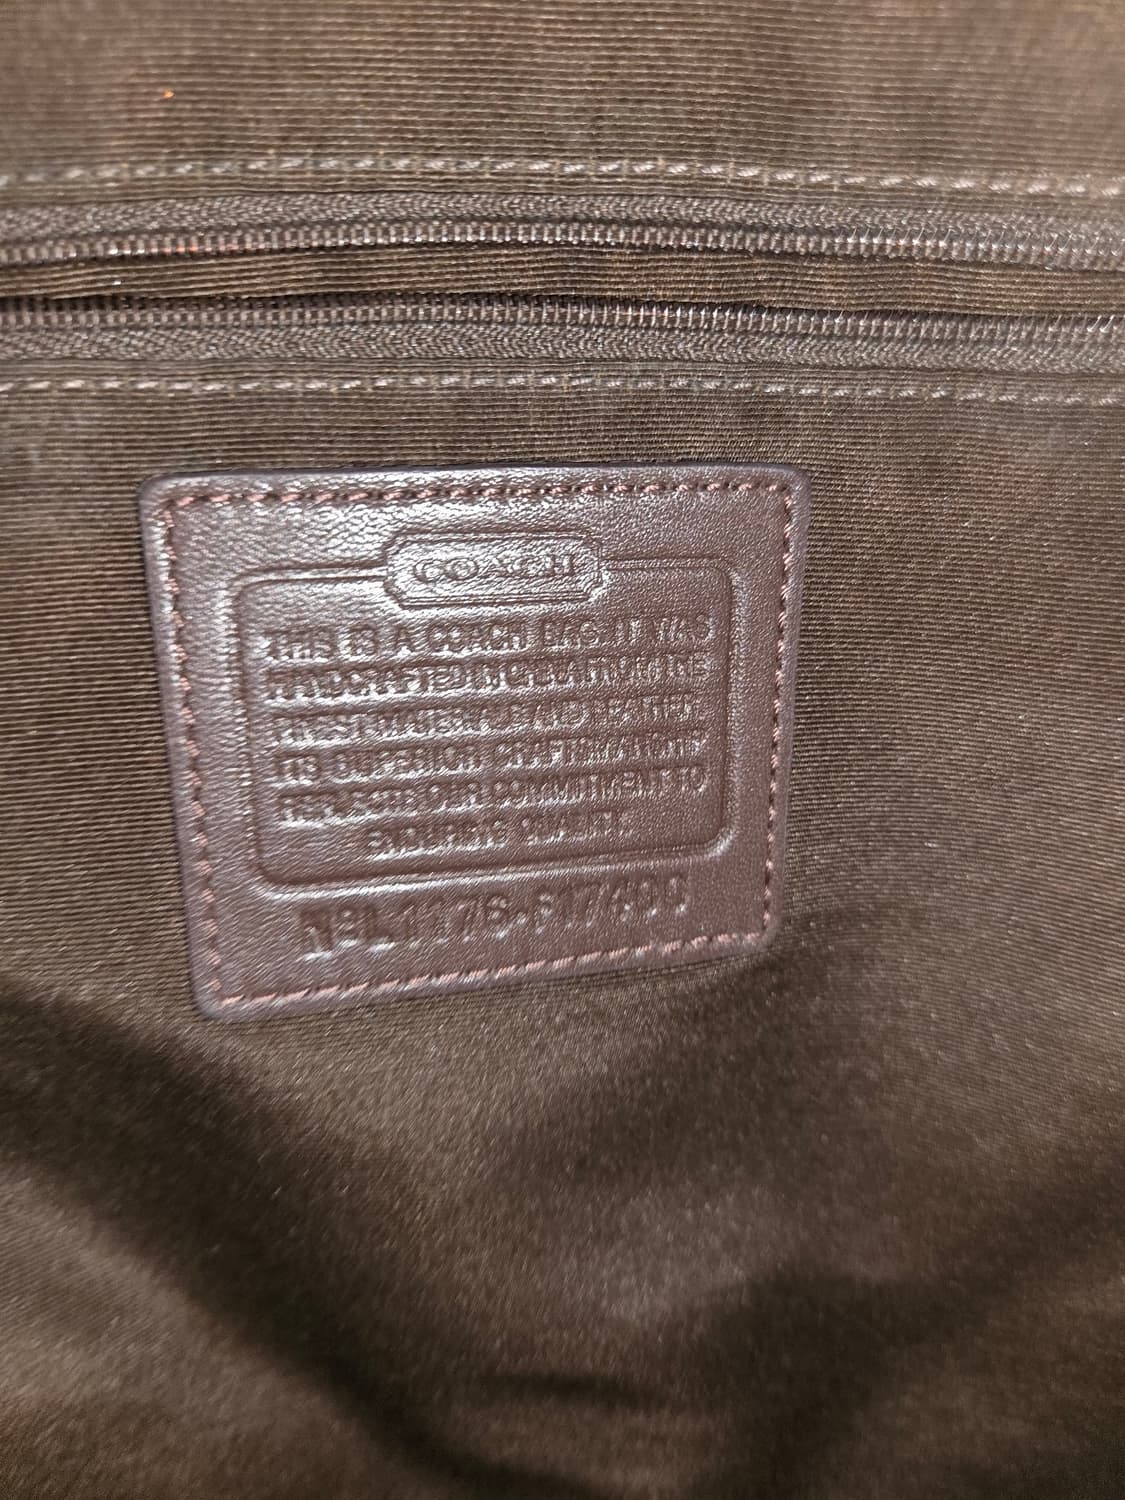 COACH
THIS IS A COACH BAG. IT WAS
HANDCRAFTED IN CHINA FROM THE
FINEST MATERIALS AND LEATHER.
ITS SUPERIOR CRAFTSMANSHIP
REFLECTS OUR COMMITMENT TO
ENDURING QUALITY.